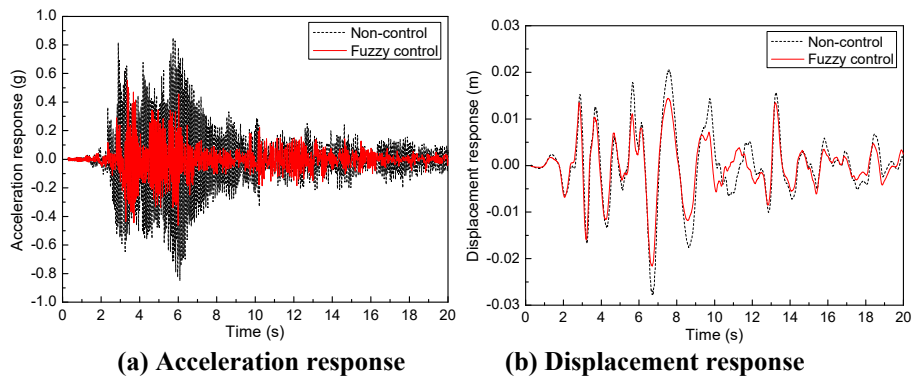 1.0
0.8
0.6
0.4
0.2
0.0
-0.2
-0.4
-0.6
-0.8
-1.0
Acceleration response (g)
Non-control
Fuzzy control
0 2 4 6 8 10 12 14 16 18 20
Time (s)
(a) Acceleration response
0.03
0.02
0.01
0.00
-0.01
-0.02
-0.03
Displacement response (m)
Non-control
Fuzzy control
0 2 4 6 8 10 12 14 16 18 20
Time (s)
(b) Displacement response